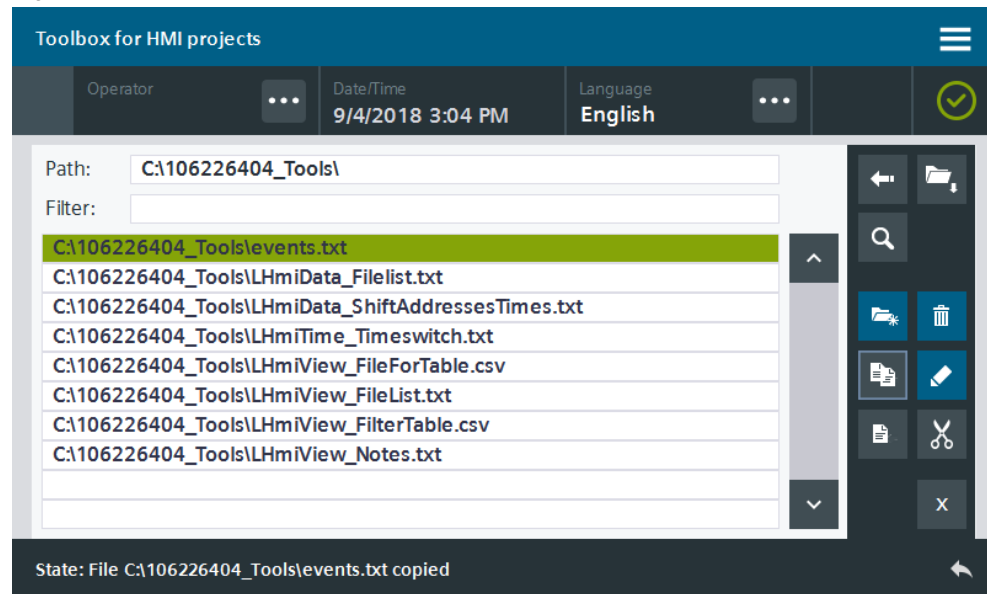 Toolbox for HMI projects
Operator
•••
Date/Time
9/4/2018 3:04 PM
Language
English
•••
Path: C:\106226404_Tools\
Filter:
C:\106226404_Tools\events.txt
C:\106226404_Tools\LHmiData_Filelist.txt
C:\106226404_Tools\LHmiData_ShiftAddressesTimes.txt
C:\106226404_Tools\LHmiTime_Timeswitch.txt
C:\106226404_Tools\LHmiView_FileForTable.csv
C:\106226404_Tools\LHmiView_FileList.txt
C:\106226404_Tools\LHmiView_FilterTable.csv
C:\106226404_Tools\LHmiView_Notes.txt
x
State: File C:\106226404_Tools\events.txt copied